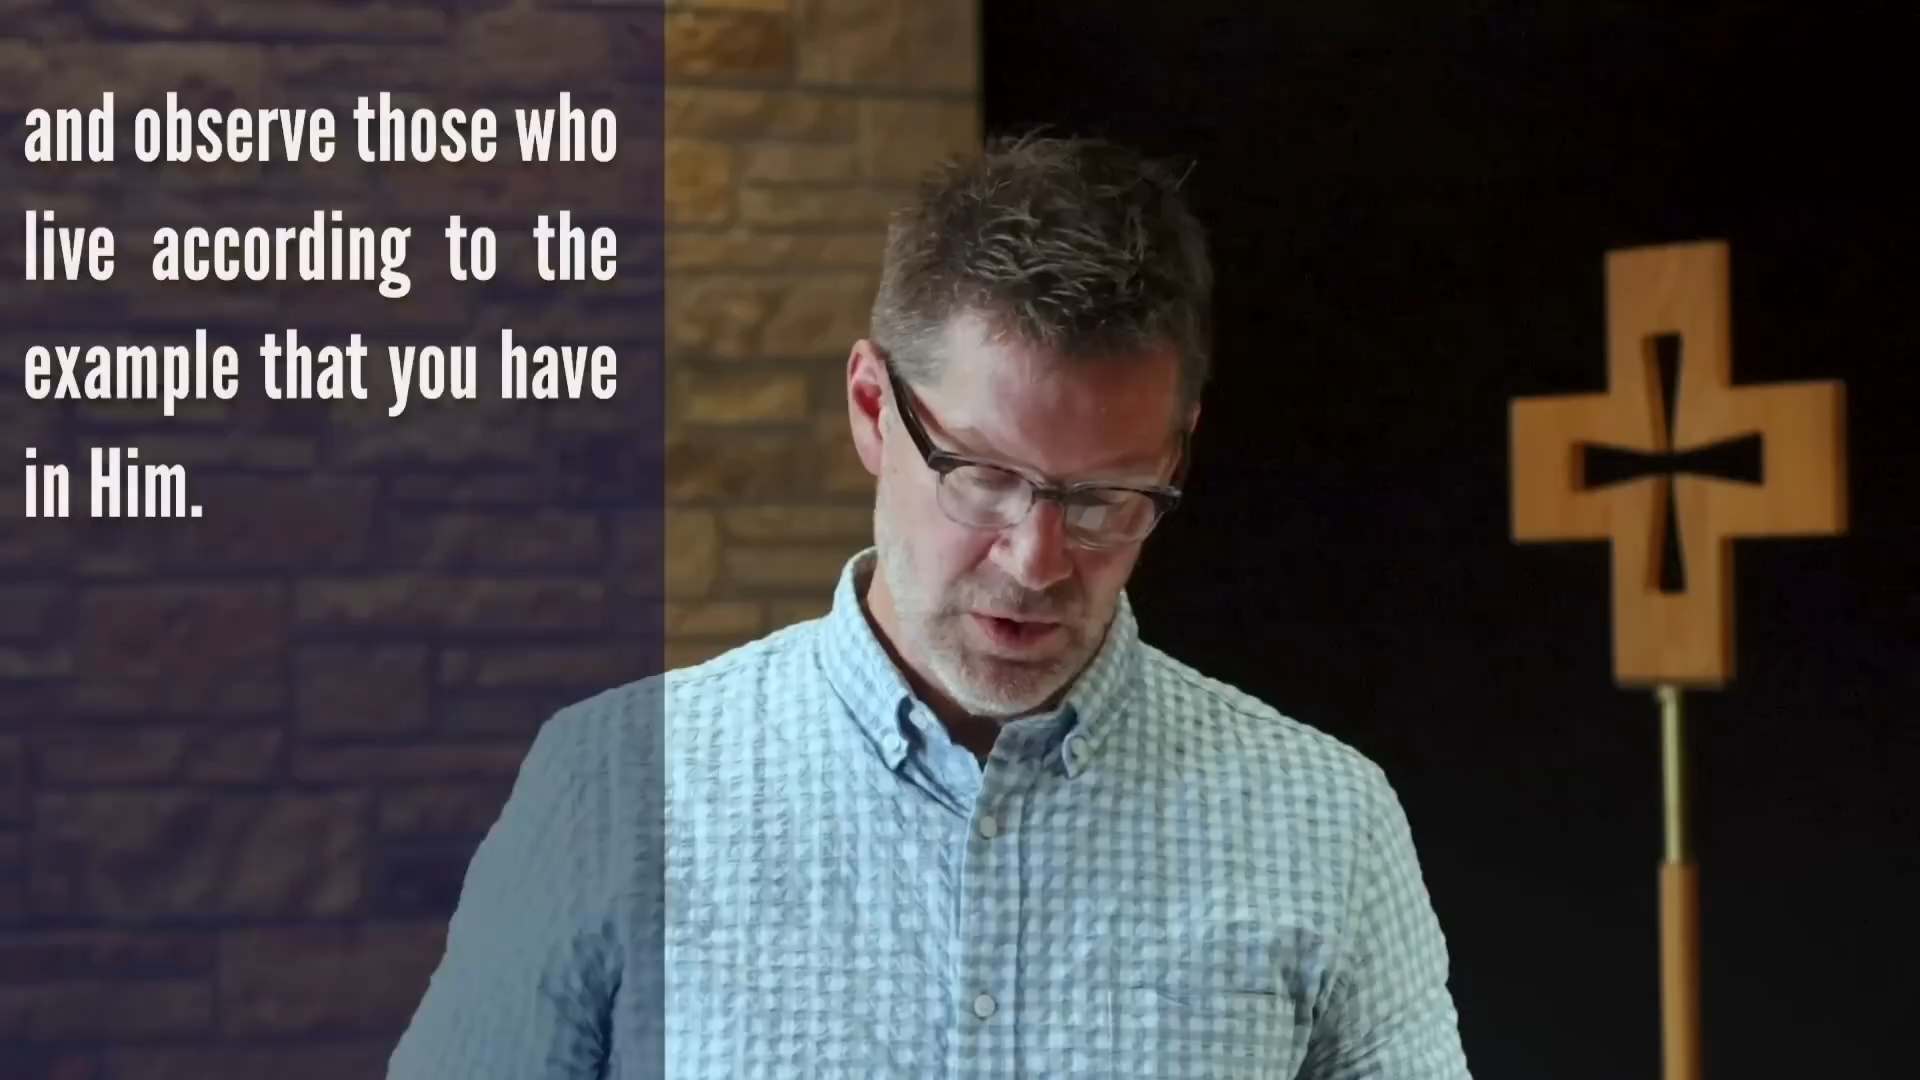 and observe those who
live according to the
example that you have
in Him.